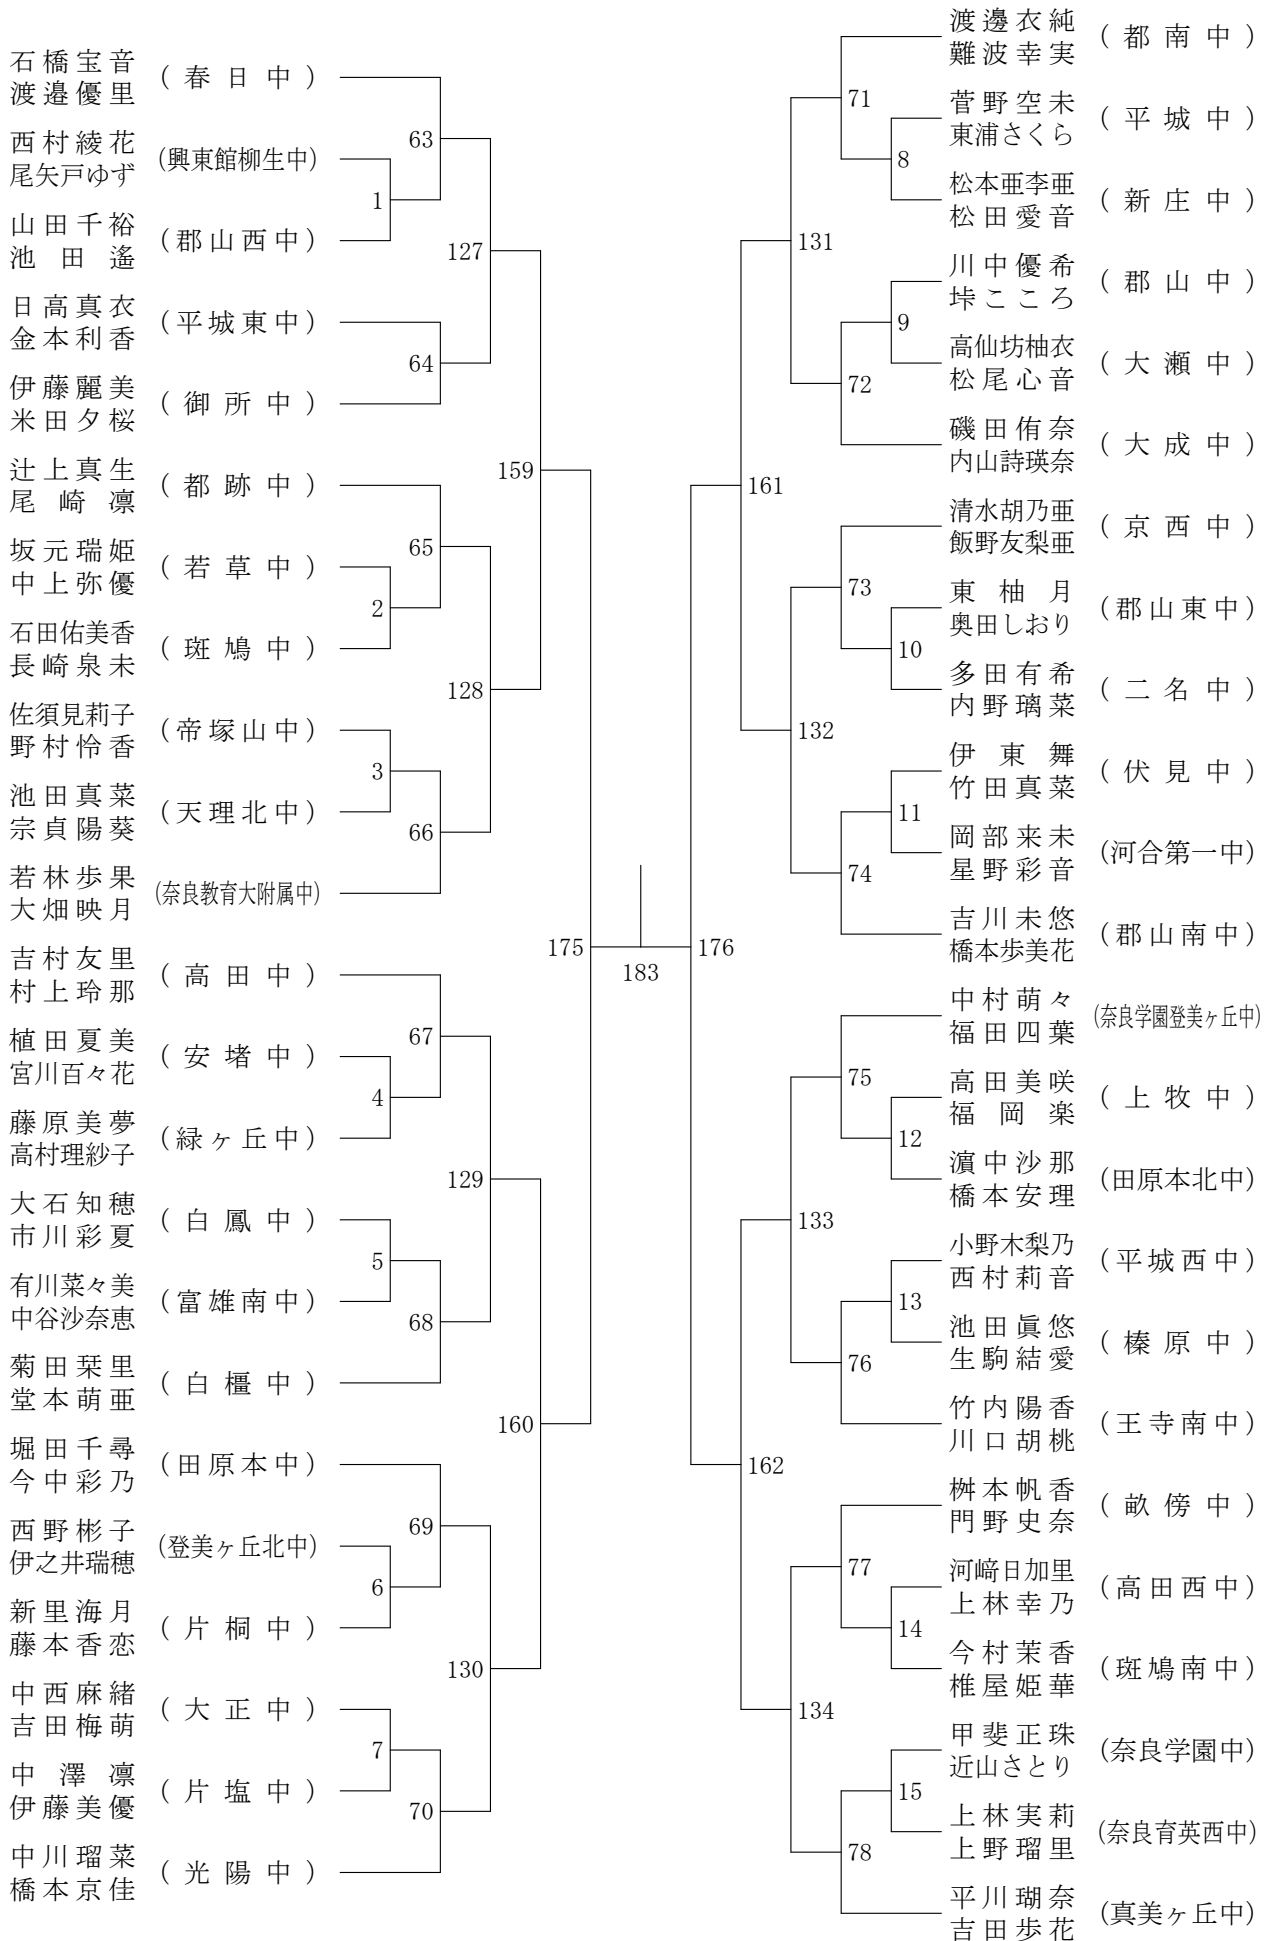 石橋宝音
渡邉優里
(春日中)
西村綾花
尾矢戸ゆず
(興東館柳生中)
山田千裕
池田遙
(郡山西中)
日高真衣
金本利香
(平城東中)
伊藤麗美
米田夕桜
(御所中)
辻上真生
尾崎凛
(都跡中)
坂元瑞姫
中上弥優
(若草中)
石田佑美香
長崎泉未
(斑鳩中)
佐須見莉子
野村怜香
(帝塚山中)
池田真菜
宗貞陽葵
(天理北中)
若林歩果
大畑映月
(奈良教育大附属中)
吉村友里
村上玲那
(高田中)
植田夏美
宮川百々花
(安堵中)
藤原美夢
高村理紗子
(緑ヶ丘中)
大石知穂
市川彩夏
(白鳳中)
有川菜々美
中谷沙奈恵
(富雄南中)
菊田栞里
堂本萌亜
(白橿中)
堀田千尋
今中彩乃
(田原本中)
西野彬子
伊之井瑞穂
(登美ヶ丘北中)
新里海月
藤本香恋
(片桐中)
中西麻緒
吉田梅萌
(大正中)
中澤凛
伊藤美優
(片塩中)
中川瑠菜
橋本京佳
(光陽中)
63
1
127
64
159
65
2
128
3
66
175
67
4
129
5
68
160
69
6
130
7
70
183
渡邊衣純
難波幸実
(都南中)
菅野空未
東浦さくら
(平城中)
松本亜李亜
松田愛音
(新庄中)
川中優希
垰こころ
(郡山中)
高仙坊柚衣
松尾心音
(大瀬中)
磯田侑奈
内山詩瑛奈
(大成中)
清水胡乃亜
飯野友梨亜
(京西中)
東柚月
奥田しおり
(郡山東中)
多田有希
内野璃菜
(二名中)
伊東舞
竹田真菜
(伏見中)
岡部来未
星野彩音
(河合第一中)
吉川未悠
橋本歩美花
(郡山南中)
中村萌々
福田四葉
(奈良学園登美ヶ丘中)
高田美咲
福岡楽
(上牧中)
濵中沙那
橋本安理
(田原本北中)
小野木梨乃
西村莉音
(平城西中)
池田眞悠
生駒結愛
(榛原中)
竹内陽香
川口胡桃
(王寺南中)
桝本帆香
門野史奈
(畝傍中)
河﨑日加里
上林幸乃
(高田西中)
今村茉香
椎屋姫華
(斑鳩南中)
甲斐正珠
近山さとり
(奈良学園中)
上林実莉
上野瑠里
(奈良育英西中)
平川瑚奈
吉田歩花
(真美ヶ丘中)
71
8
131
9
72
161
73
10
132
11
74
176
75
12
133
13
76
162
77
14
134
15
78